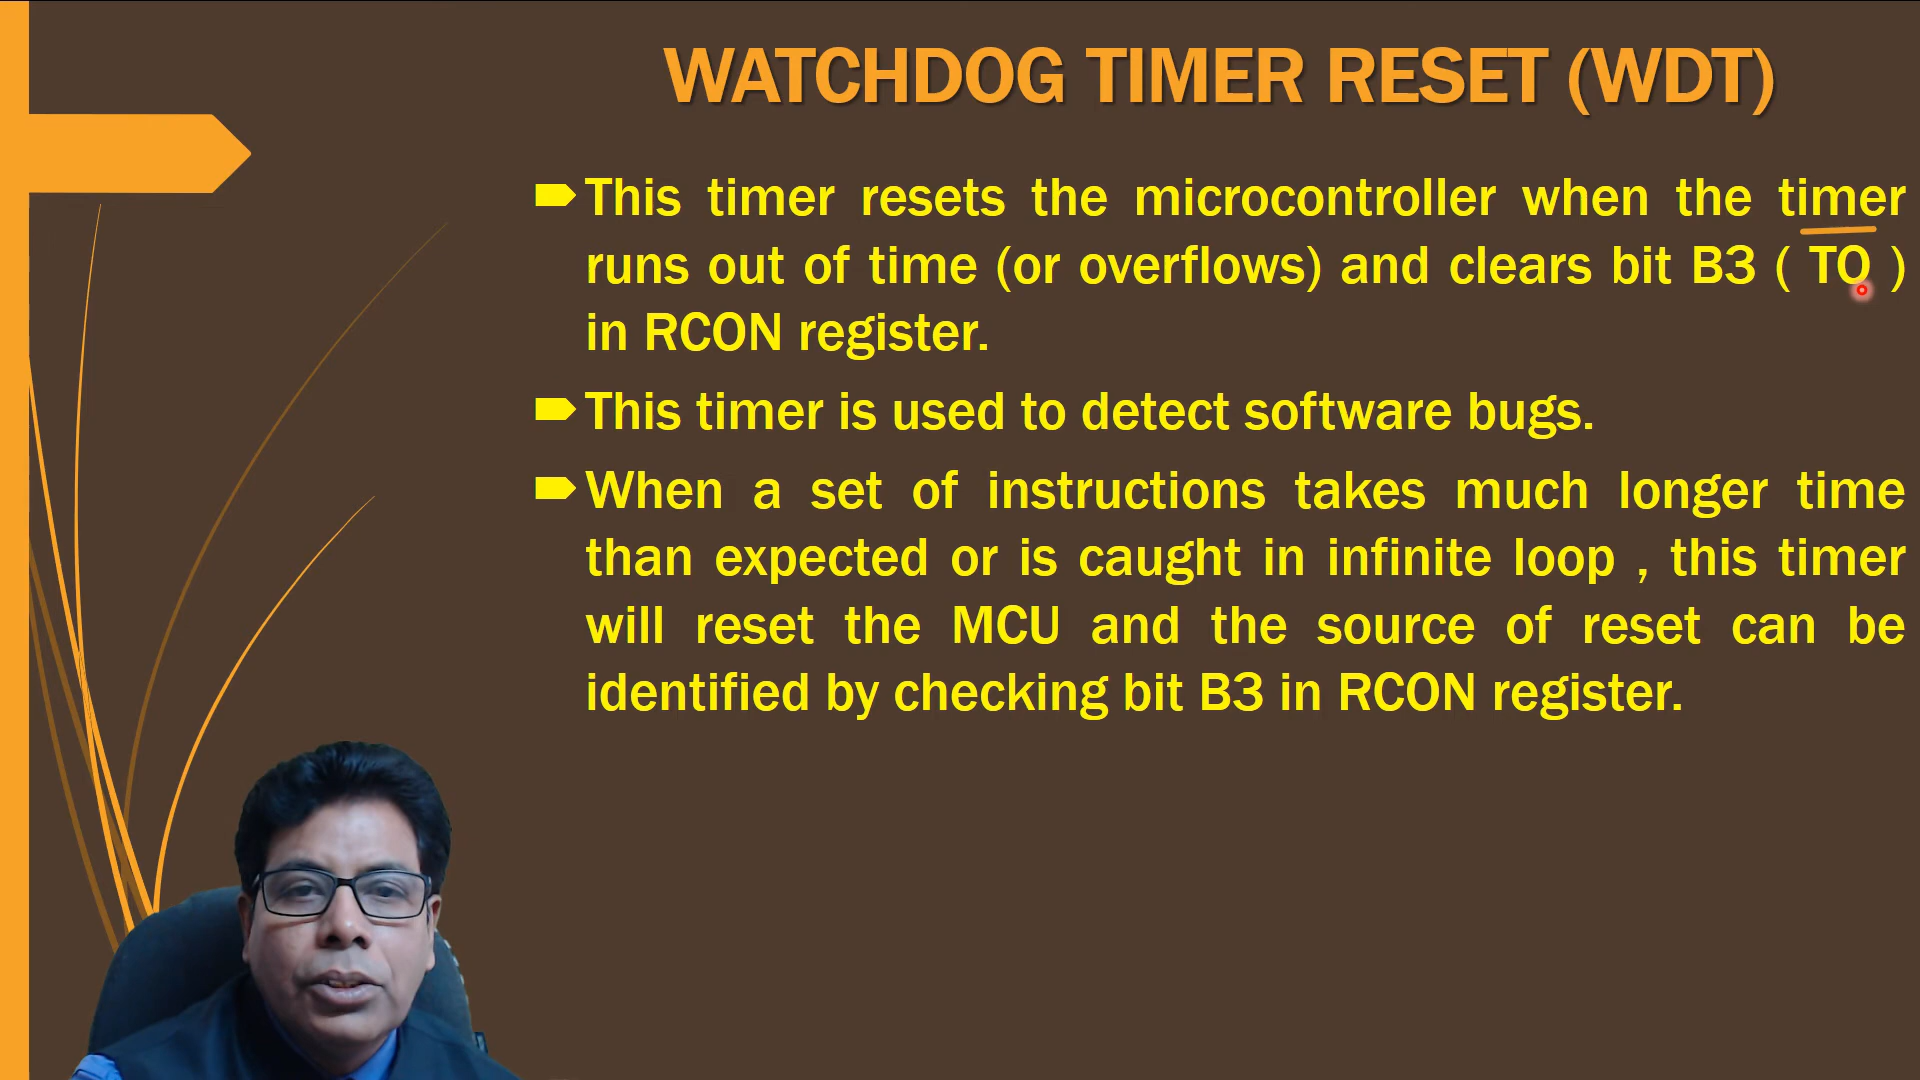 WATCHDOG TIMER RESET (WDT)
This timer resets the microcontroller when the timer
runs out of time (or overflows) and clears bit B3 ( TO )
in RCON register.
This timer is used to detect software bugs.
When a set of instructions takes much longer time
than expected or is caught in infinite loop , this timer
will reset the MCU and the source of reset can be
identified by checking bit B3 in RCON register.